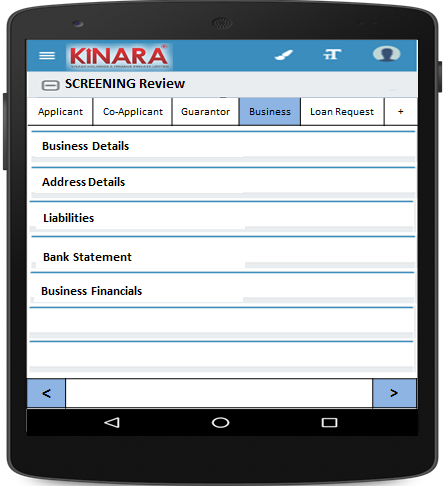 KINARA
SCREENING Review
Applicant
Co-Applicant
Guarantor
Business
Loan Request
+
Business Details
Address Details
Liabilities
Bank Statement
Business Financials
<
>